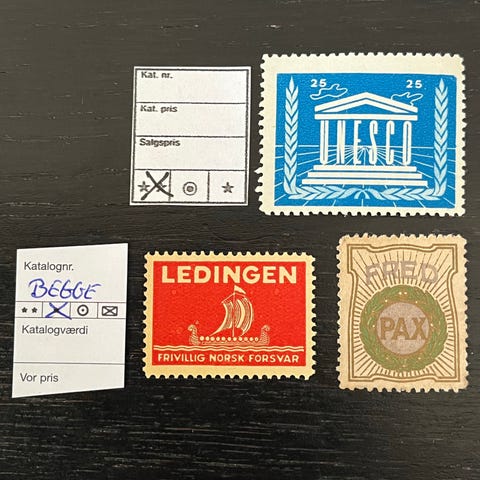 Kat. nr.
Kat. pris
Salgspris
25 25
UNESCO
Katalognr.
BEGGE
Katalogværdi
Vor pris
LEDINGEN
FRIVILLIG NORSK FORSVAR
FRED
PAX